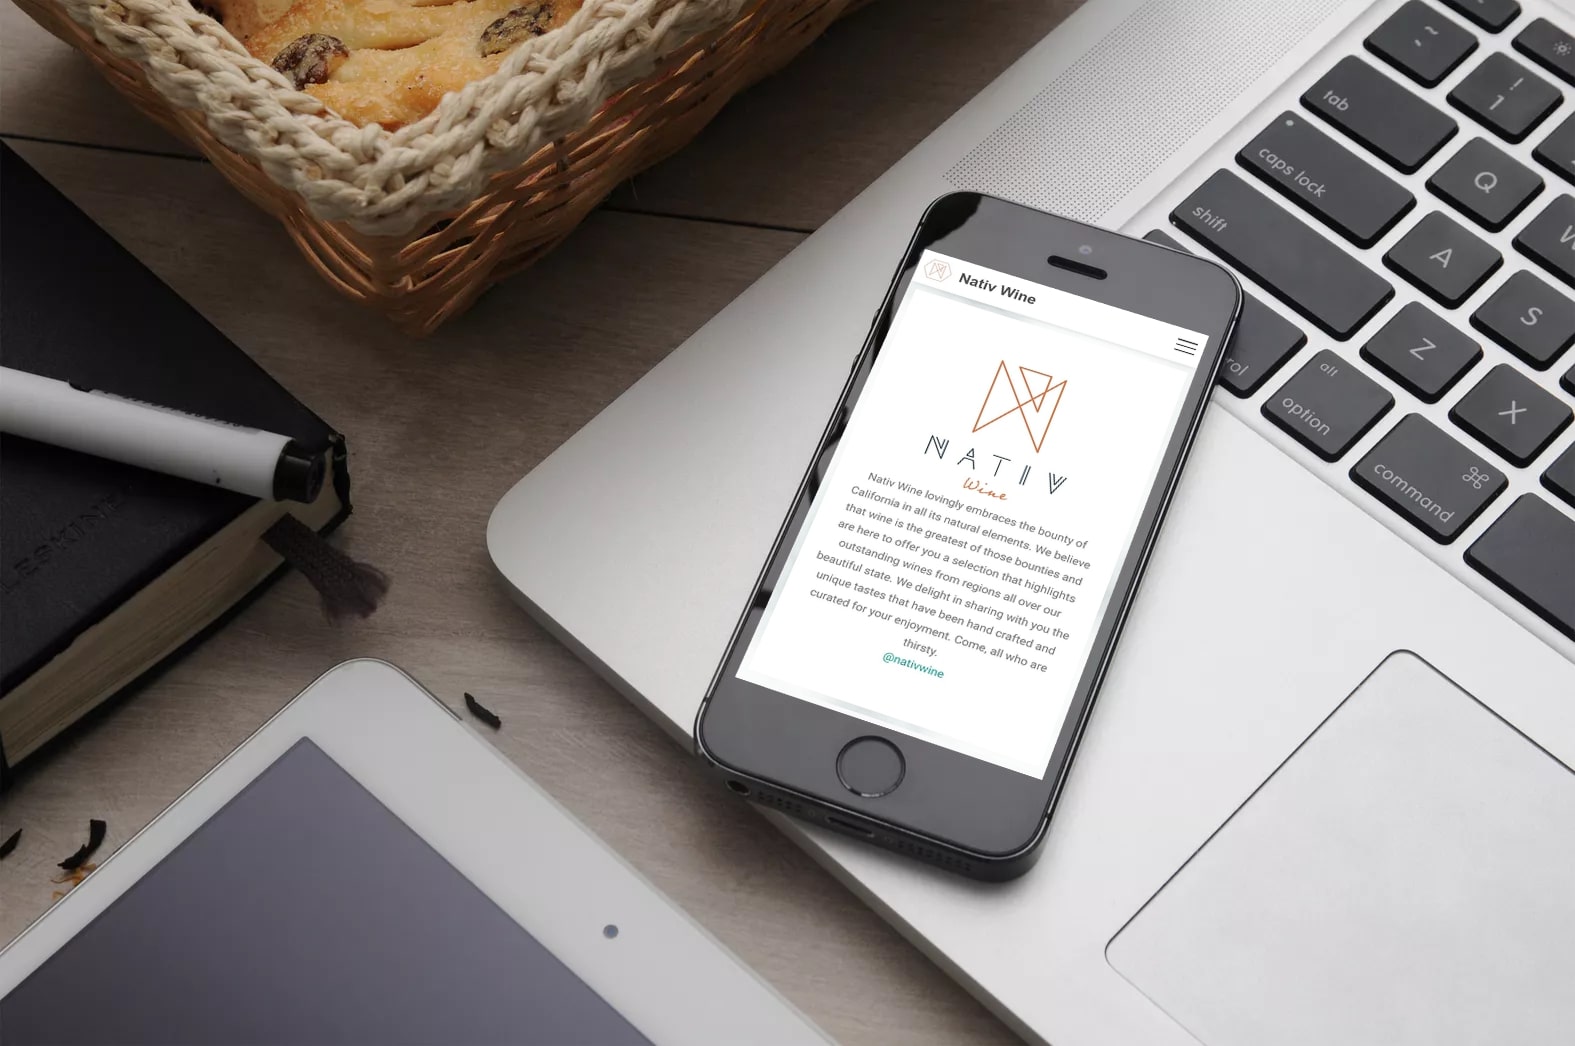 ~
`
!
1
tab
caps lock
Q
shift
A
S
Z
X
alt
option
⌘
command
rol
Nativ Wine
NATIV
Wine
Nativ Wine lovingly embraces the bounty of
California in all its natural elements. We believe
that wine is the greatest of those bounties and
are here to offer you a selection that highlights
outstanding wines from regions all over our
beautiful state. We delight in sharing with you the
unique tastes that have been hand crafted and
curated for your enjoyment. Come, all who are
thirsty.
@nativwine
LESKINE